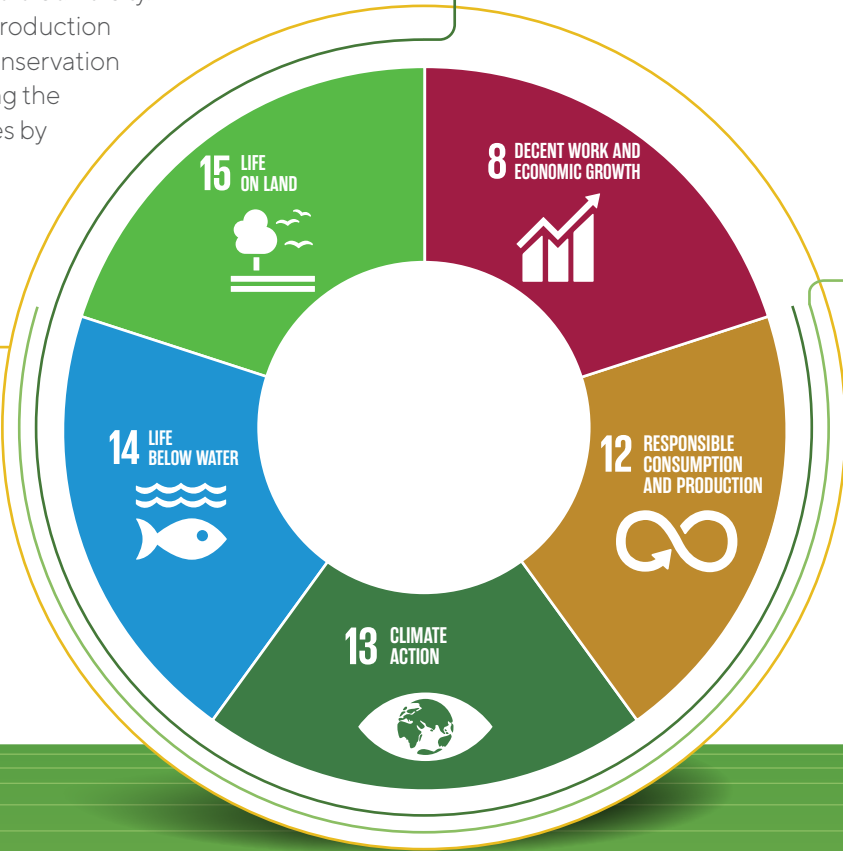 roduction
nservation
g the
es by
15 LIFE
ON LAND
8 DECENT WORK AND
ECONOMIC GROWTH
14 LIFE
BELOW WATER
12 RESPONSIBLE
CONSUMPTION
AND PRODUCTION
13 CLIMATE
ACTION